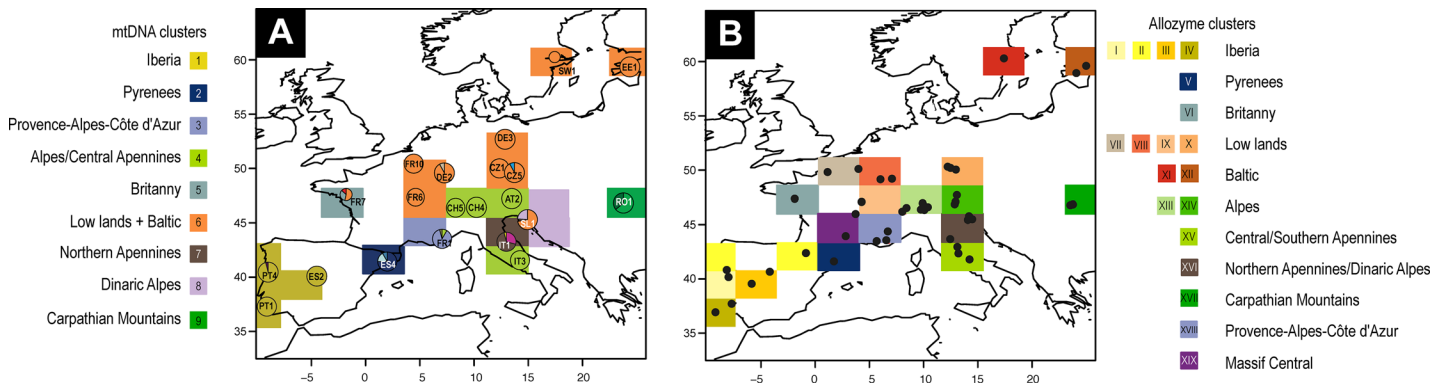 mtDNA clusters
Iberia 1
Pyrenees 2
Provence-Alpes-Côte d'Azur 3
Alpes/Central Apennines 4
Britanny 5
Low lands + Baltic 6
Northern Apennines 7
Dinaric Alpes 8
Carpathian Mountains 9
A
60
55
50
45
40
35
-5 0 5 10 15 20
SW1
EE1
DE3
FR10
DE2
CZ1
CZ5
FR7
FR6
CH5
CH4
AT2
RO1
SL1
FR1
IT1
IT3
ES4
PT4
ES2
PT1
B
60
55
50
45
40
35
-5 0 5 10 15 20
Allozyme clusters
I II III IV Iberia
V Pyrenees
VI Britanny
VII VIII IX X Low lands
XI XII Baltic
XIII XIV Alpes
XV Central/Southern Apennines
XVI Northern Apennines/Dinaric Alpes
XVII Carpathian Mountains
XVIII Provence-Alpes-Côte d'Azur
XIX Massif Central